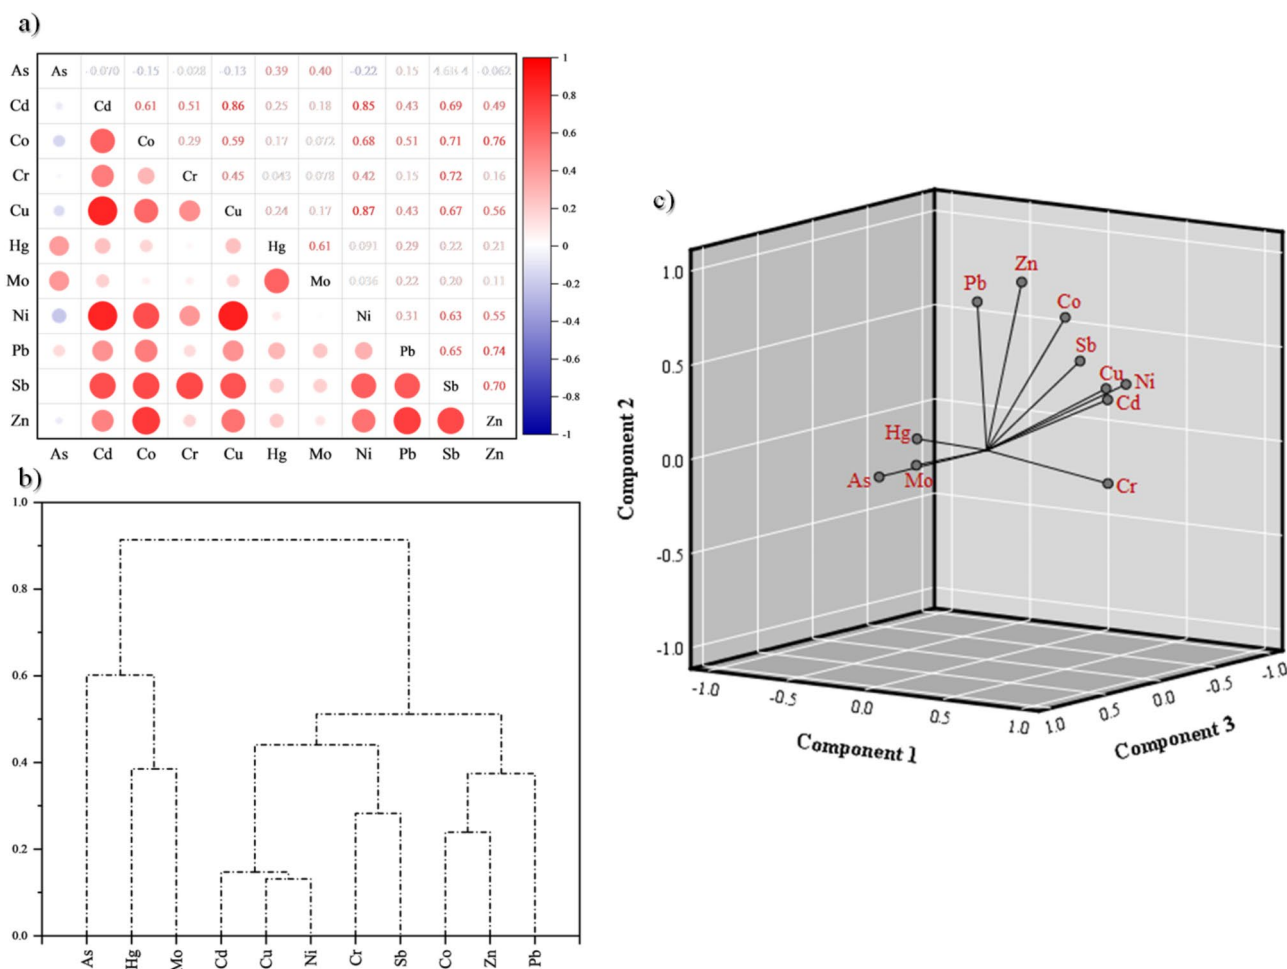 a)
As As -0.070 -0.15 -0.028 -0.13 0.39 0.40 -0.22 0.15 -0.062
Cd Cd 0.61 0.51 0.86 0.25 0.18 0.85 0.43 0.69 0.49
Co Co 0.29 0.59 0.17 0.072 0.68 0.51 0.71 0.76
Cr Cr 0.45 0.043 0.078 0.42 0.15 0.72 0.16
Cu Cu 0.24 0.17 0.87 0.43 0.67 0.56
Hg Hg 0.61 0.091 0.29 0.22 0.21
Mo Mo 0.036 0.22 0.20 0.11
Ni Ni 0.31 0.63 0.55
Pb Pb 0.65 0.74
Sb Sb 0.70
Zn Zn
As Cd Co Cr Cu Hg Mo Ni Pb Sb Zn
1
0.8
0.6
0.4
0.2
0
-0.2
-0.4
-0.6
-0.8
-1
b)
1.0
0.8
0.6
0.4
0.2
0.0
As Hg Mo Cd Cu Ni Cr Sb Co Zn Pb
c)
Component 2
1.0
0.5
0.0
-0.5
-1.0
Pb
Zn
Co
Sb
Cu
Ni
Cd
Hg
As
Mo
Cr
-1.0 -0.5 0.0 0.5 1.0
Component 1
1.0 0.5 0.0 -0.5 -1.0
Component 3